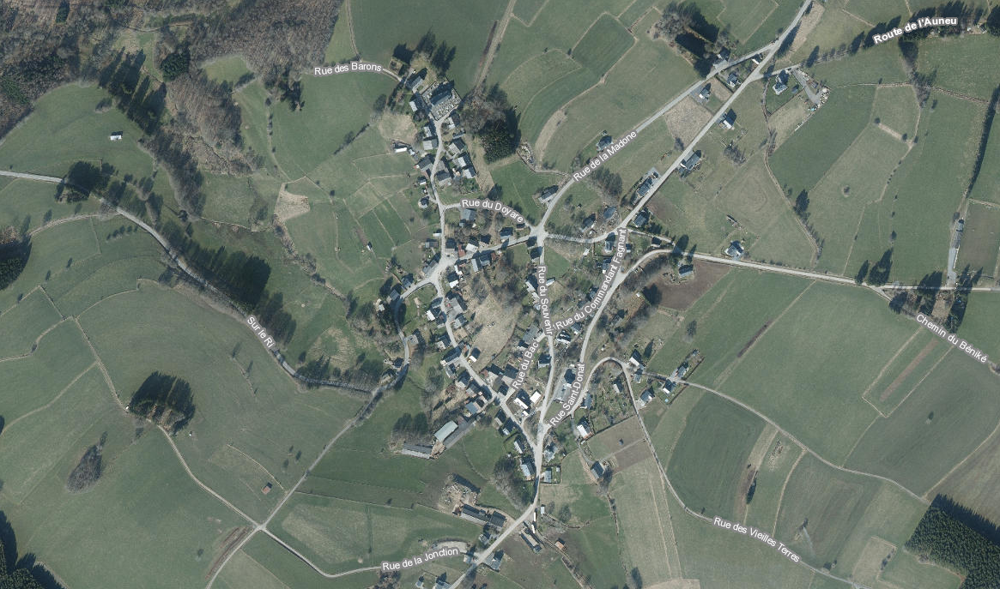 Route de l'Auneu
Rue des Barons
Rue de la Madone
Rue du Doyard
Rue du Commandant Fagnant
Rue du Souvenir
Sur le Ri
Chemin du Béniké
Rue du Bac
Rue Saint-Donat
Rue des Vieilles Terres
Rue de la Jonction